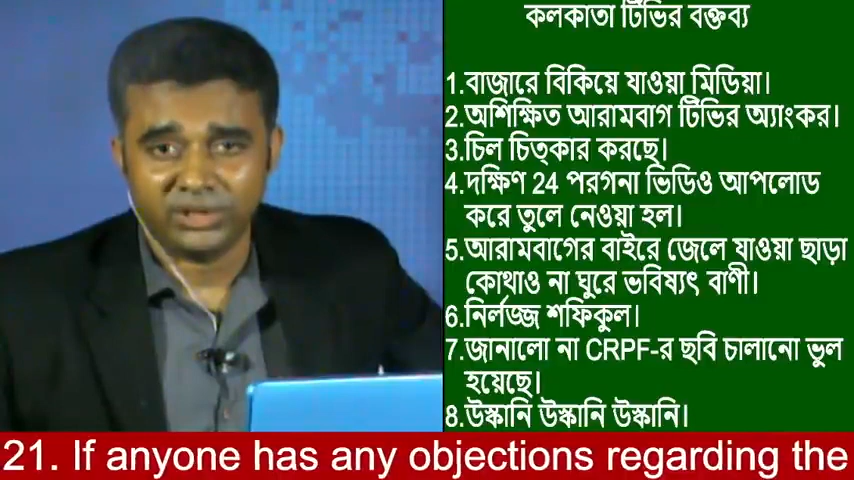 কলকাতা টিভির বক্তব্য
1.বাজারে বিকিয়ে যাওয়া মিডিয়া।
2.অশিক্ষিত আরামবাগ টিভির অ্যাংকর।
3.চিল চিত্কার করছে।
4.দক্ষিণ 24 পরগনা ভিডিও আপলোড
করে তুলে নেওয়া হল।
5.আরামবাগের বাইরে জেলে যাওয়া ছাড়া
কোথাও না ঘুরে ভবিষ্যৎ বাণী।
6.নির্লজ্জ শফিকুল।
7.জানালো না CRPF-র ছবি চালানো ভুল
হয়েছে।
8.উস্কানি উস্কানি উস্কানি।
21. If anyone has any objections regarding the